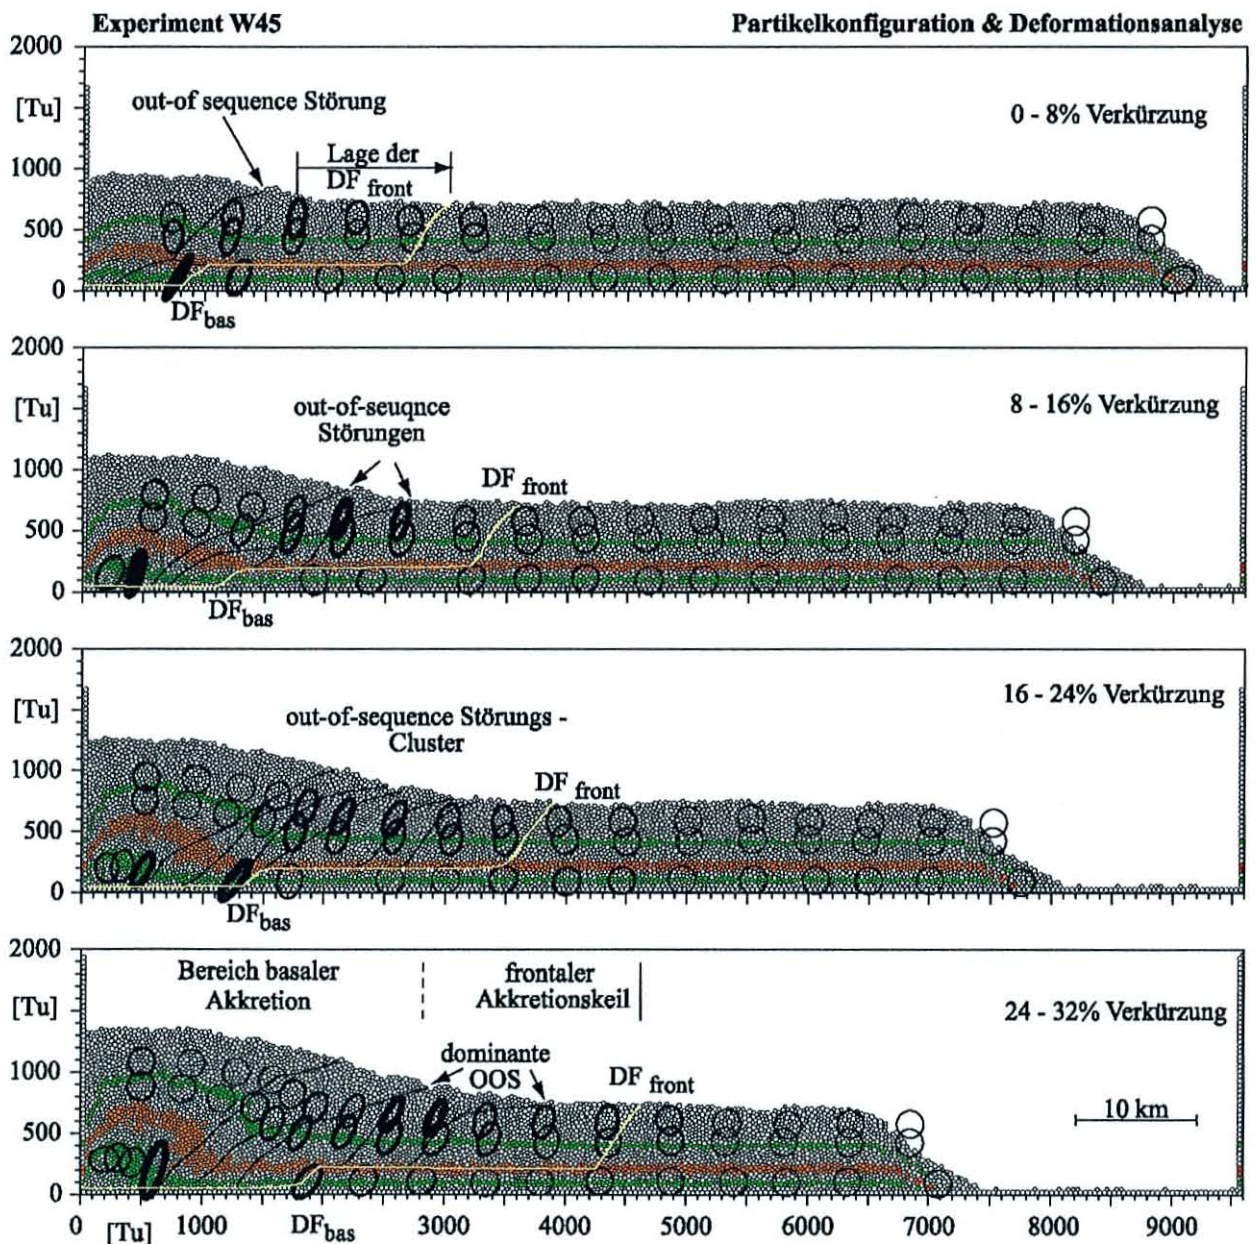 Experiment W45
Partikelkonfiguration & Deformationsanalyse
2000
[Tu]
1000
500
0
out-of sequence Störung
Lage der
DF front
0 - 8% Verkürzung
DFbas
2000
[Tu]
1000
500
0
out-of-seuqnce
Störungen
DF front
8 - 16% Verkürzung
DFbas
2000
[Tu]
1000
500
0
out-of-sequence Störungs -
Cluster
DF front
16 - 24% Verkürzung
DFbas
2000
[Tu]
1000
500
0
Bereich basaler
Akkretion
frontaler
Akkretionskeil
24 - 32% Verkürzung
dominante
OOS
DF front
10 km
0 [Tu] 1000 DFbas 3000 4000 5000 6000 7000 8000 9000